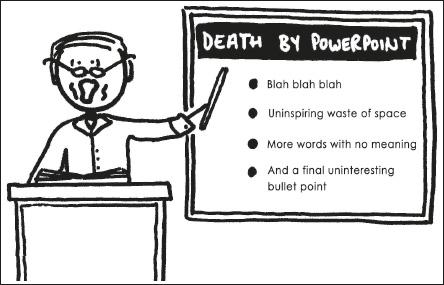 DEATH BY POWERPOINT
Blah blah blah
Uninspiring waste of space
More words with no meaning
And a final uninteresting
bullet point